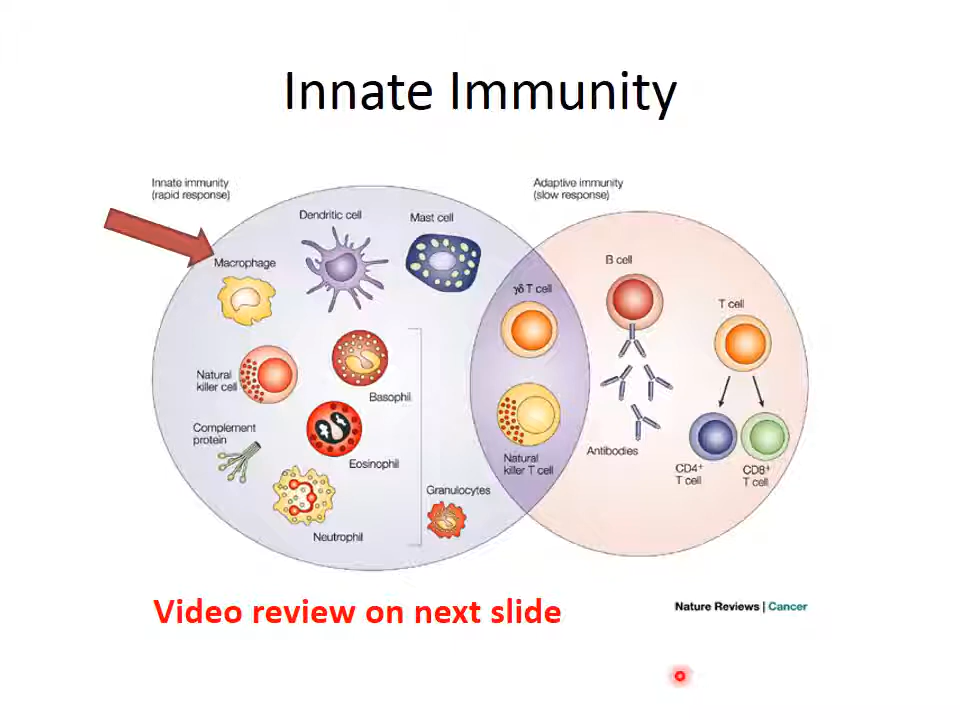 Innate Immunity
Innate immunity
(rapid response)
Adaptive immunity
(slow response)
Dendritic cell
Mast cell
Macrophage
γδ T cell
B cell
T cell
Natural
killer cell
Basophil
Complement
protein
Eosinophil
Natural
killer T cell
Antibodies
CD4+
T cell
CD8+
T cell
Granulocytes
Neutrophil
Video review on next slide
Nature Reviews | Cancer